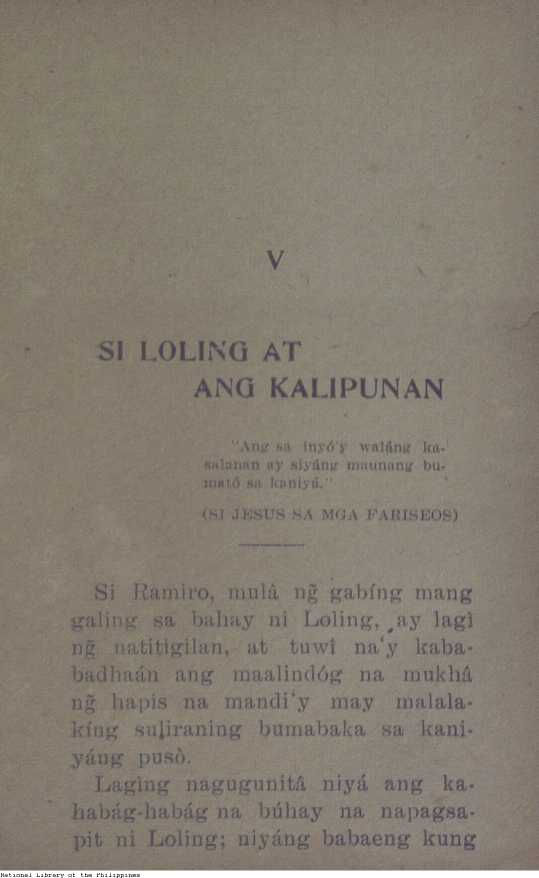 V
SI LOLING AT
ANG KALIPUNAN
"Ang sa inyó'y waláng ka-
salanan ay siyáng maunang bu-
mató sa kaniyá."
(SI JESUS SA MGA FARISEOS)
Si Ramiro, mulâ ng̃ gabíng mang
galing sa bahay ni Loling, ay lagì
ng̃ natitigilan, at tuwî na‘y kaba-
badhaán ang maalindóg na mukhâ
ng̃ hapis na mandi‘y may malala-
kíng suliraning bumabaka sa kani-
yáng pusò.
Lagìng nagugunitâ niyá ang ka-
habág-habág na búhay na napagsa-
pit ni Loling; niyáng babaeng kung
National Library of the Philippines